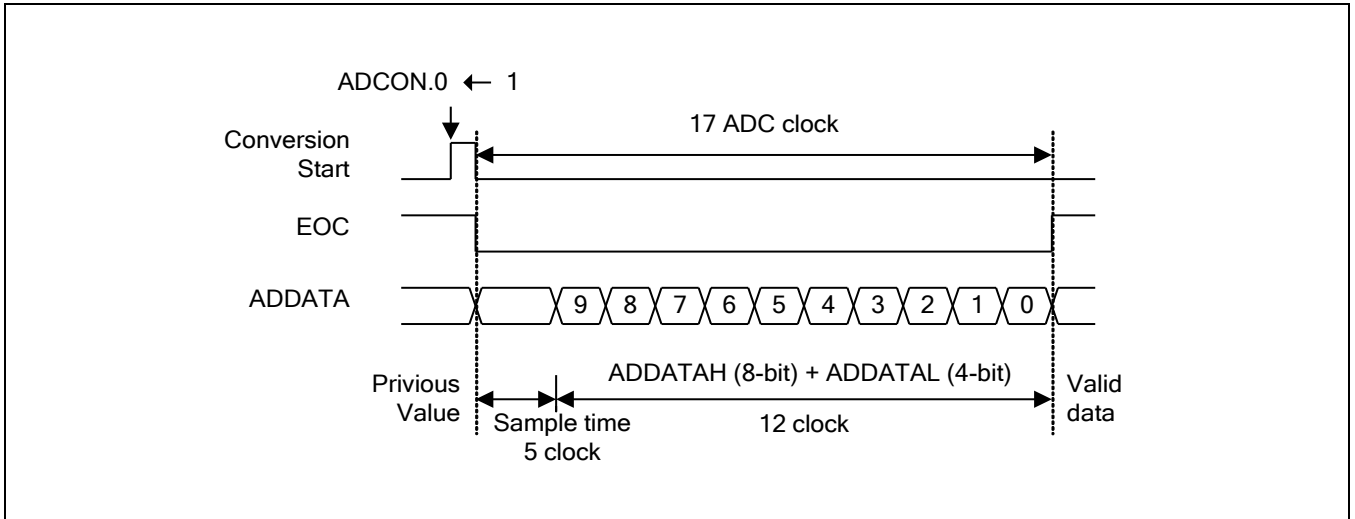 ADCON.0 ← 1
17 ADC clock
Conversion
Start
EOC
ADDATA
9 8 7 6 5 4 3 2 1 0
Privious
Value
ADDATAH (8-bit) + ADDATAL (4-bit)
Valid
data
Sample time
5 clock
12 clock